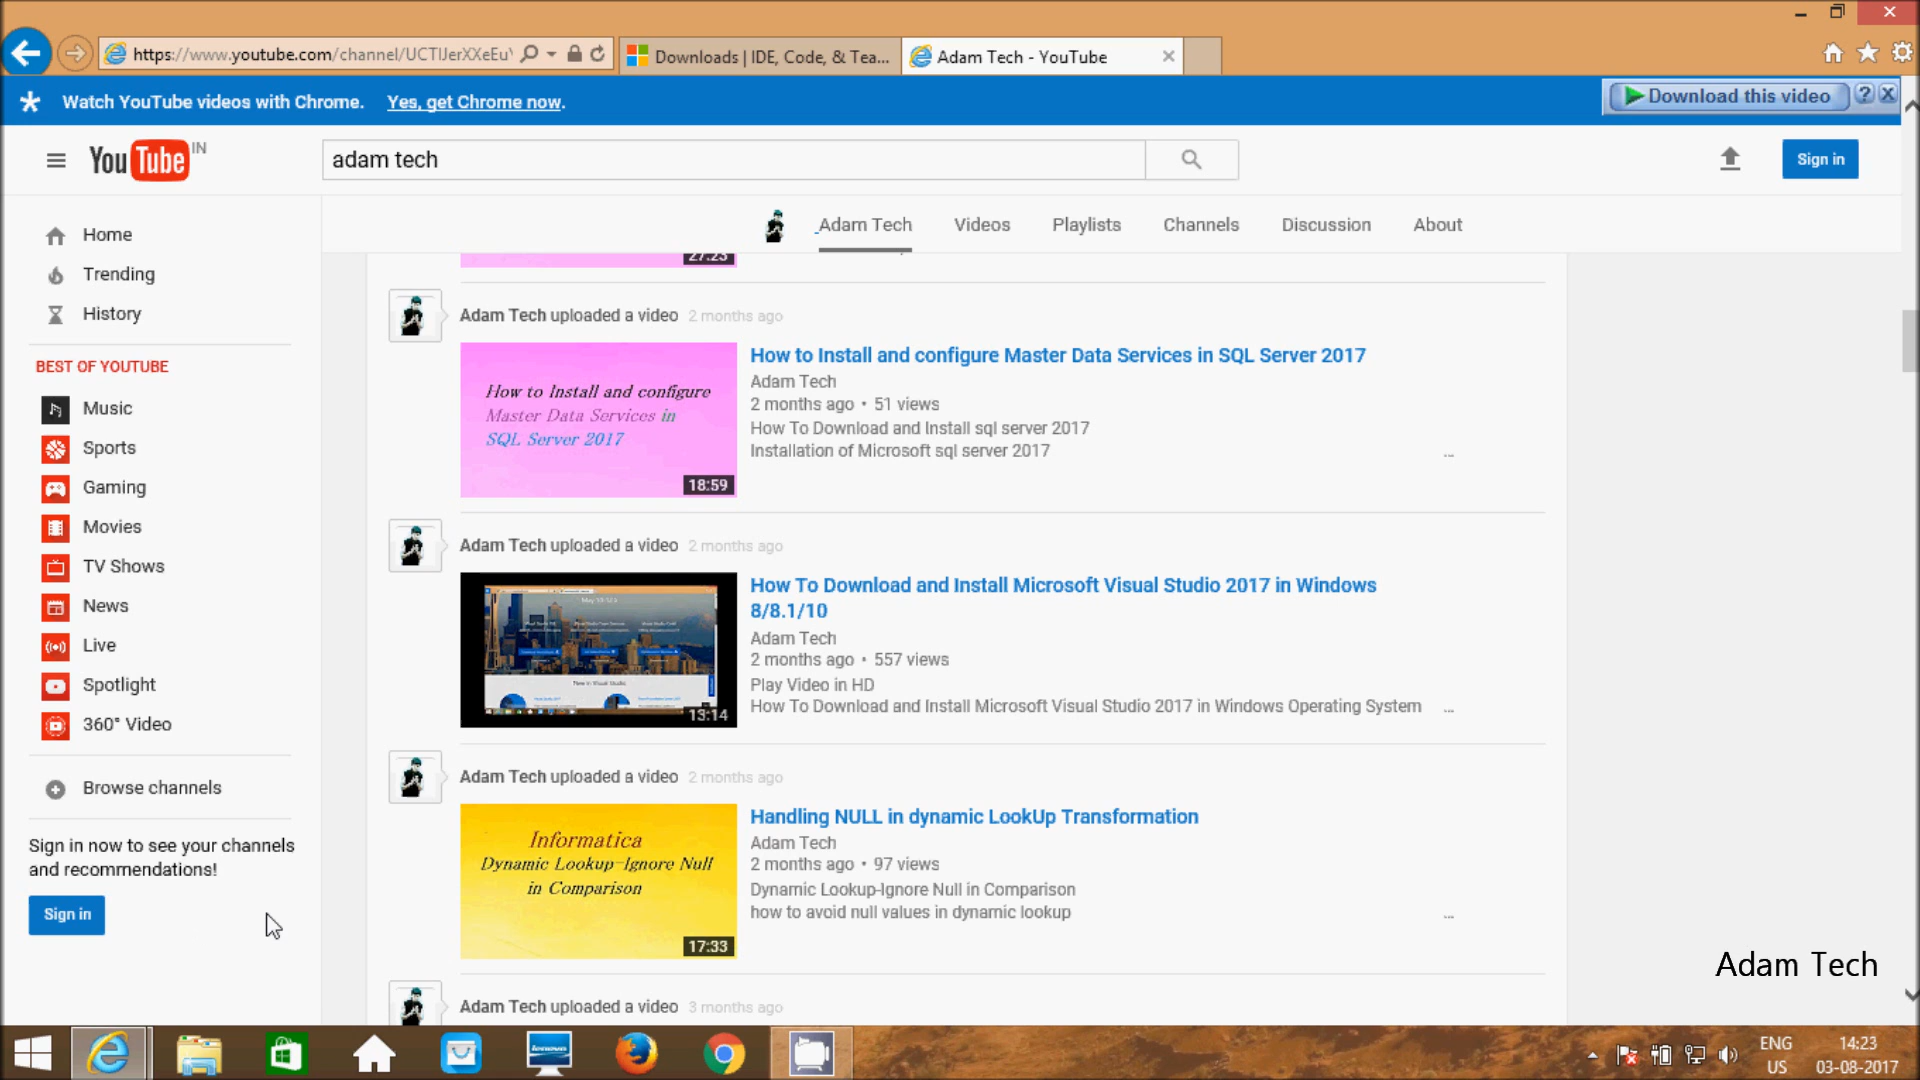 https://www.youtube.com/channel/UCTlJerXXeEu
Downloads | IDE, Code, & Tea...
Adam Tech - YouTube
Watch YouTube videos with Chrome. Yes, get Chrome now.
Download this video
YouTube IN
adam tech
Sign in
Adam Tech Videos Playlists Channels Discussion About
Home
Trending
History
BEST OF YOUTUBE
Music
Sports
Gaming
Movies
TV Shows
News
Live
Spotlight
360° Video
Browse channels
Sign in now to see your channels
and recommendations!
Sign in
27:23
Adam Tech uploaded a video 2 months ago
How to Install and configure
Master Data Services in
SQL Server 2017
18:59
How to Install and configure Master Data Services in SQL Server 2017
Adam Tech
2 months ago • 51 views
How To Download and Install sql server 2017
Installation of Microsoft sql server 2017 ...
Adam Tech uploaded a video 2 months ago
13:14
How To Download and Install Microsoft Visual Studio 2017 in Windows
8/8.1/10
Adam Tech
2 months ago • 557 views
Play Video in HD
How To Download and Install Microsoft Visual Studio 2017 in Windows Operating System ...
Adam Tech uploaded a video 2 months ago
Informatica
Dynamic Lookup-Ignore Null
in Comparison
17:33
Handling NULL in dynamic LookUp Transformation
Adam Tech
2 months ago • 97 views
Dynamic Lookup-Ignore Null in Comparison
how to avoid null values in dynamic lookup ...
Adam Tech uploaded a video 3 months ago
Adam Tech
ENG
US
14:23
03-08-2017